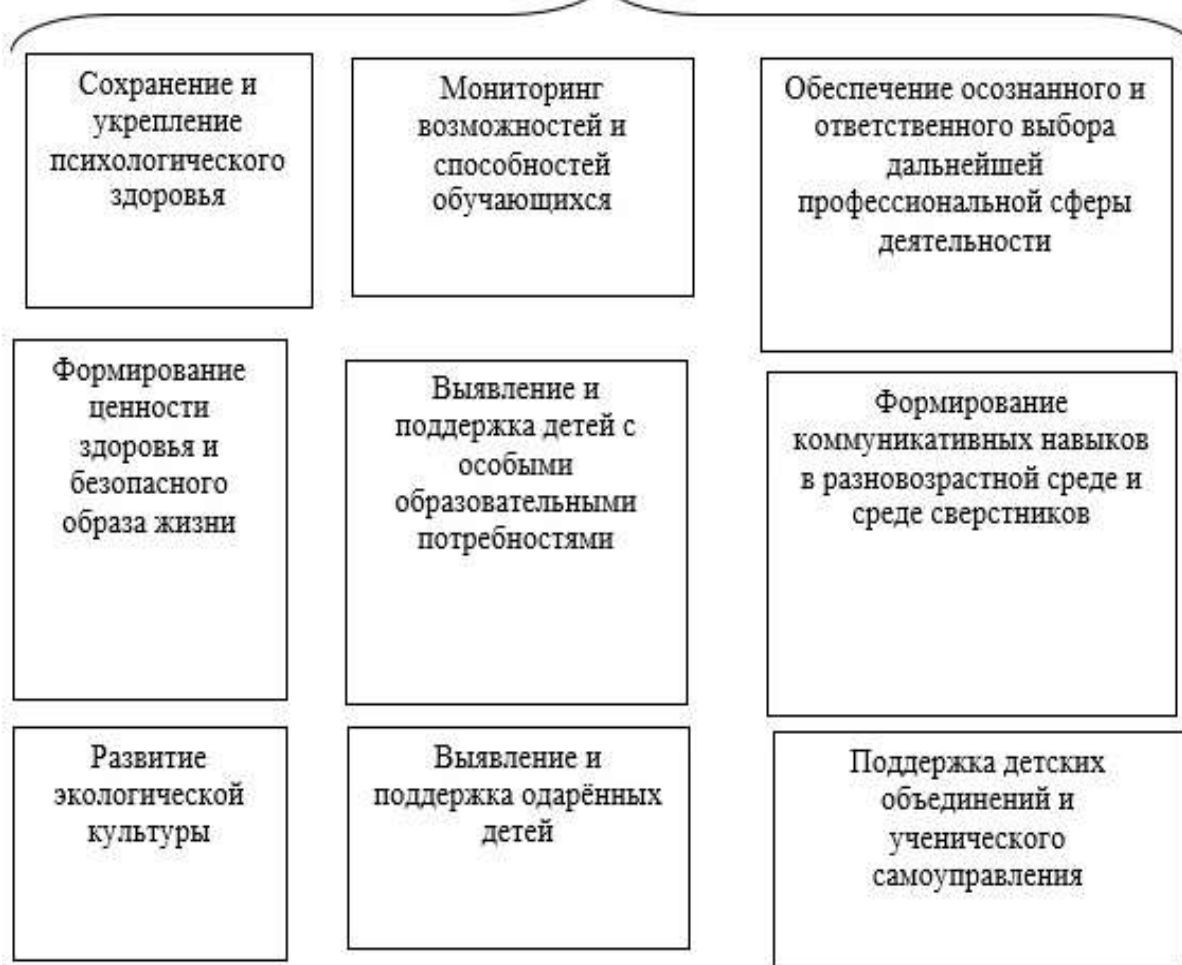 Сохранение и
укрепление
психологического
здоровья
Мониторинг
возможностей и
способностей
обучающихся
Обеспечение осознанного и
ответственного выбора
дальнейшей
профессиональной сферы
деятельности
Формирование
ценности
здоровья и
безопасного
образа жизни
Выявление и
поддержка детей с
особыми
образовательными
потребностями
Формирование
коммуникативных навыков
в разновозрастной среде и
среде сверстников
Развитие
экологической
культуры
Выявление и
поддержка одарённых
детей
Поддержка детских
объединений и
ученического
самоуправления